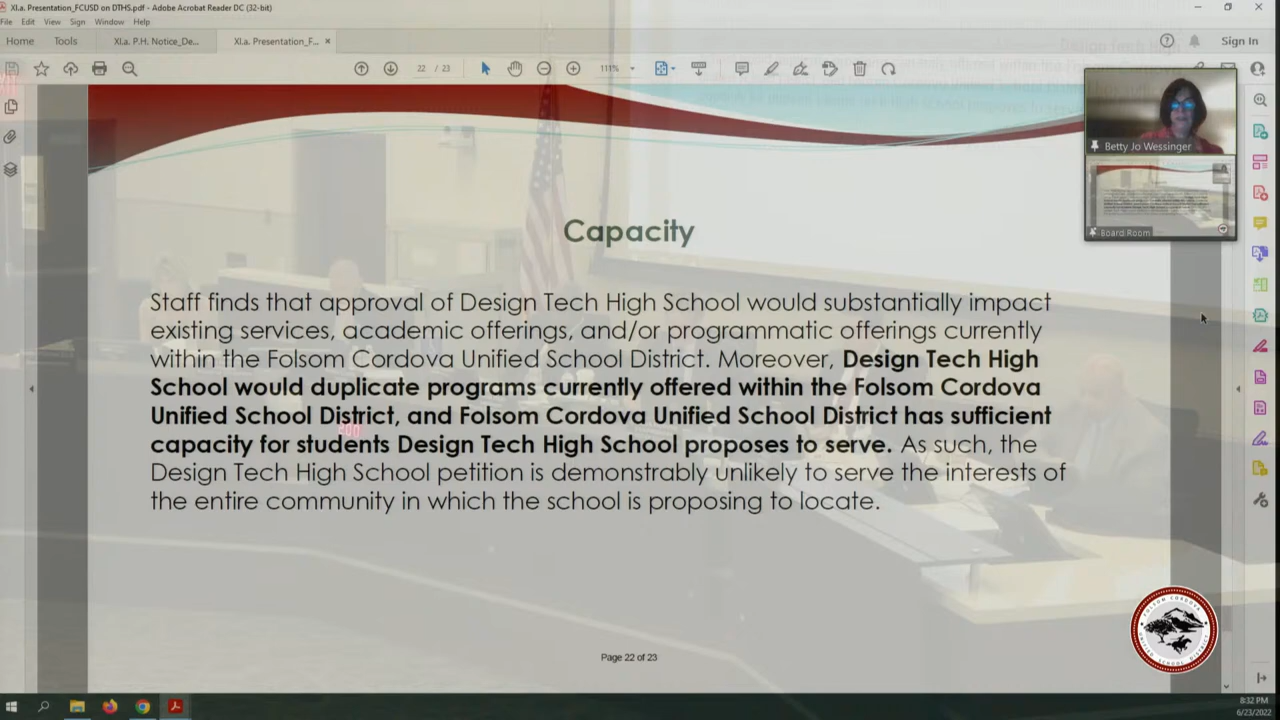 XI.a. Presentation_FCUSD on DTHS.pdf - Adobe Acrobat Reader DC (32-bit)
File Edit View Sign Window Help
Home Tools XI.a. P.H. Notice_De... XI.a. Presentation_F... × Sign In
22 / 23 111%
Betty Jo Wessinger
Board Room
Capacity
Staff finds that approval of Design Tech High School would substantially impact
existing services, academic offerings, and/or programmatic offerings currently
within the Folsom Cordova Unified School District. Moreover, Design Tech High
School would duplicate programs currently offered within the Folsom Cordova
Unified School District, and Folsom Cordova Unified School District has sufficient
capacity for students Design Tech High School proposes to serve. As such, the
Design Tech High School petition is demonstrably unlikely to serve the interests of
the entire community in which the school is proposing to locate.
FOLSOM CORDOVA
UNIFIED SCHOOL DISTRICT
Page 22 of 23
8:32 PM
6/23/2022